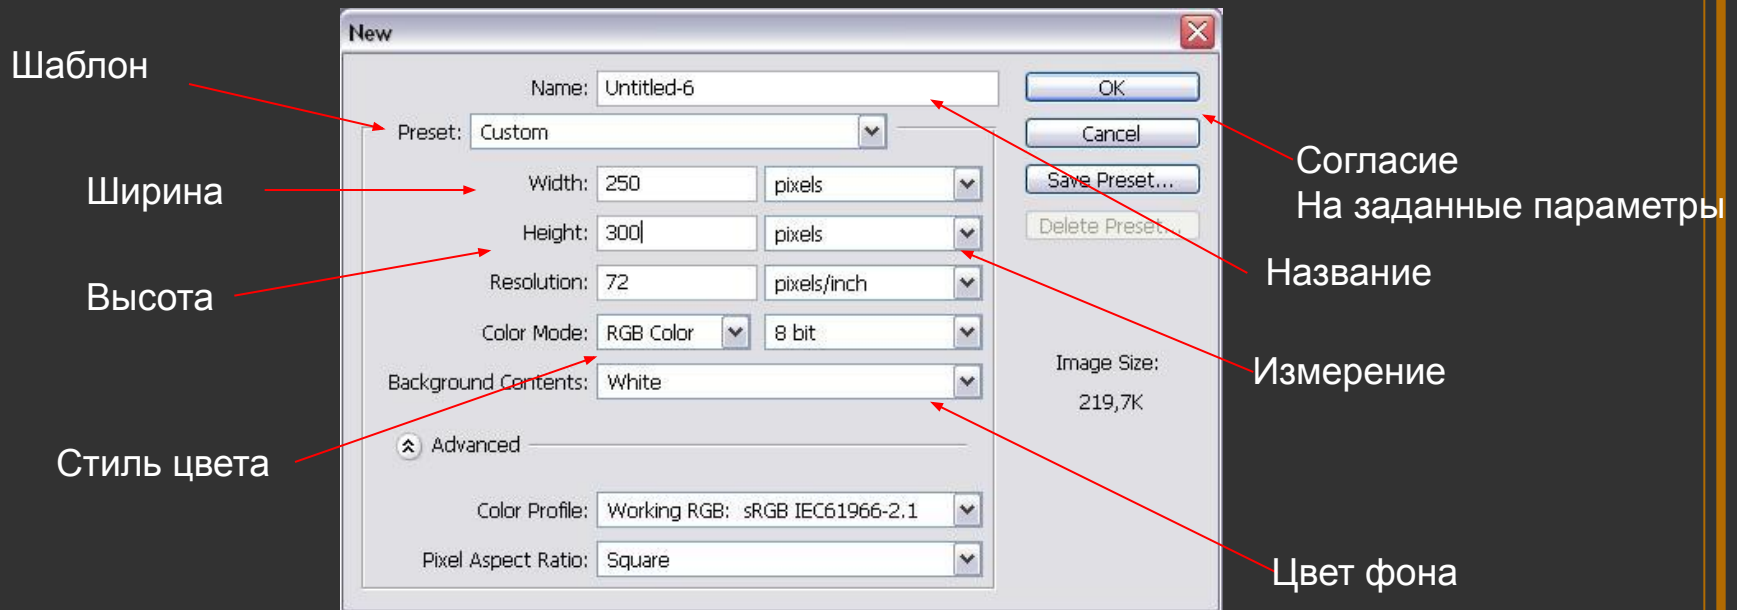 New
Шаблон
Name: Untitled-6
OK
Preset: Custom
Cancel
Согласие
На заданные параметры
Ширина
Width: 250 pixels
Save Preset...
Height: 300 pixels
Delete Preset...
Название
Высота
Resolution: 72 pixels/inch
Color Mode: RGB Color 8 bit
Image Size:
219,7K
Измерение
Background Contents: White
Стиль цвета
Advanced
Color Profile: Working RGB: sRGB IEC61966-2.1
Pixel Aspect Ratio: Square
Цвет фона